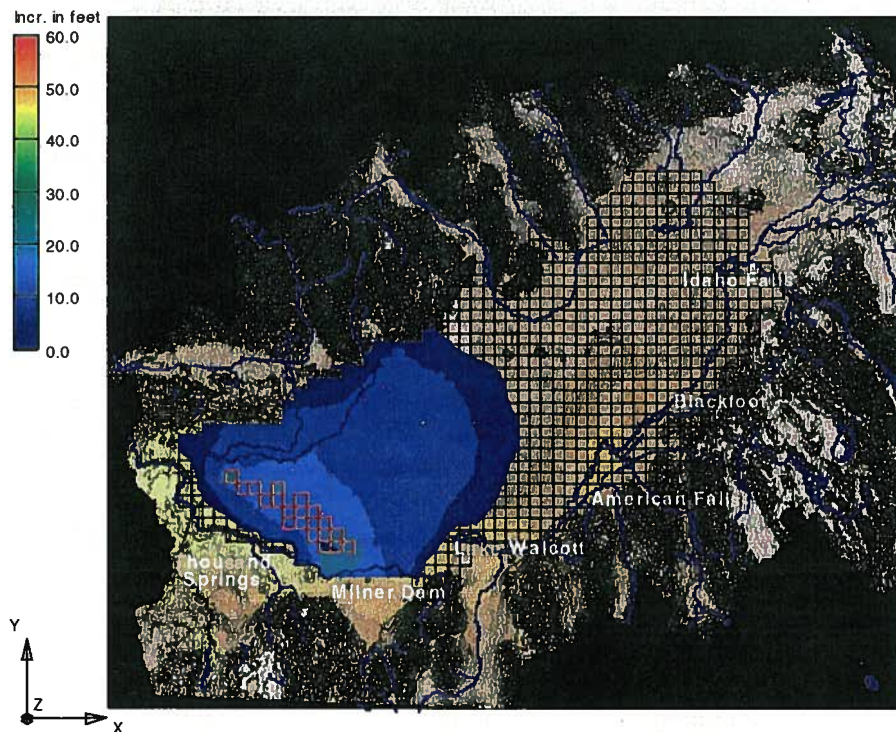 Incr. in feet
60.0
50.0
40.0
30.0
20.0
10.0
0.0
Idaho Falls
Blackfoot
American Falls
Lake Walcott
Thousand
Springs
Milner Dam
Y
Z
X